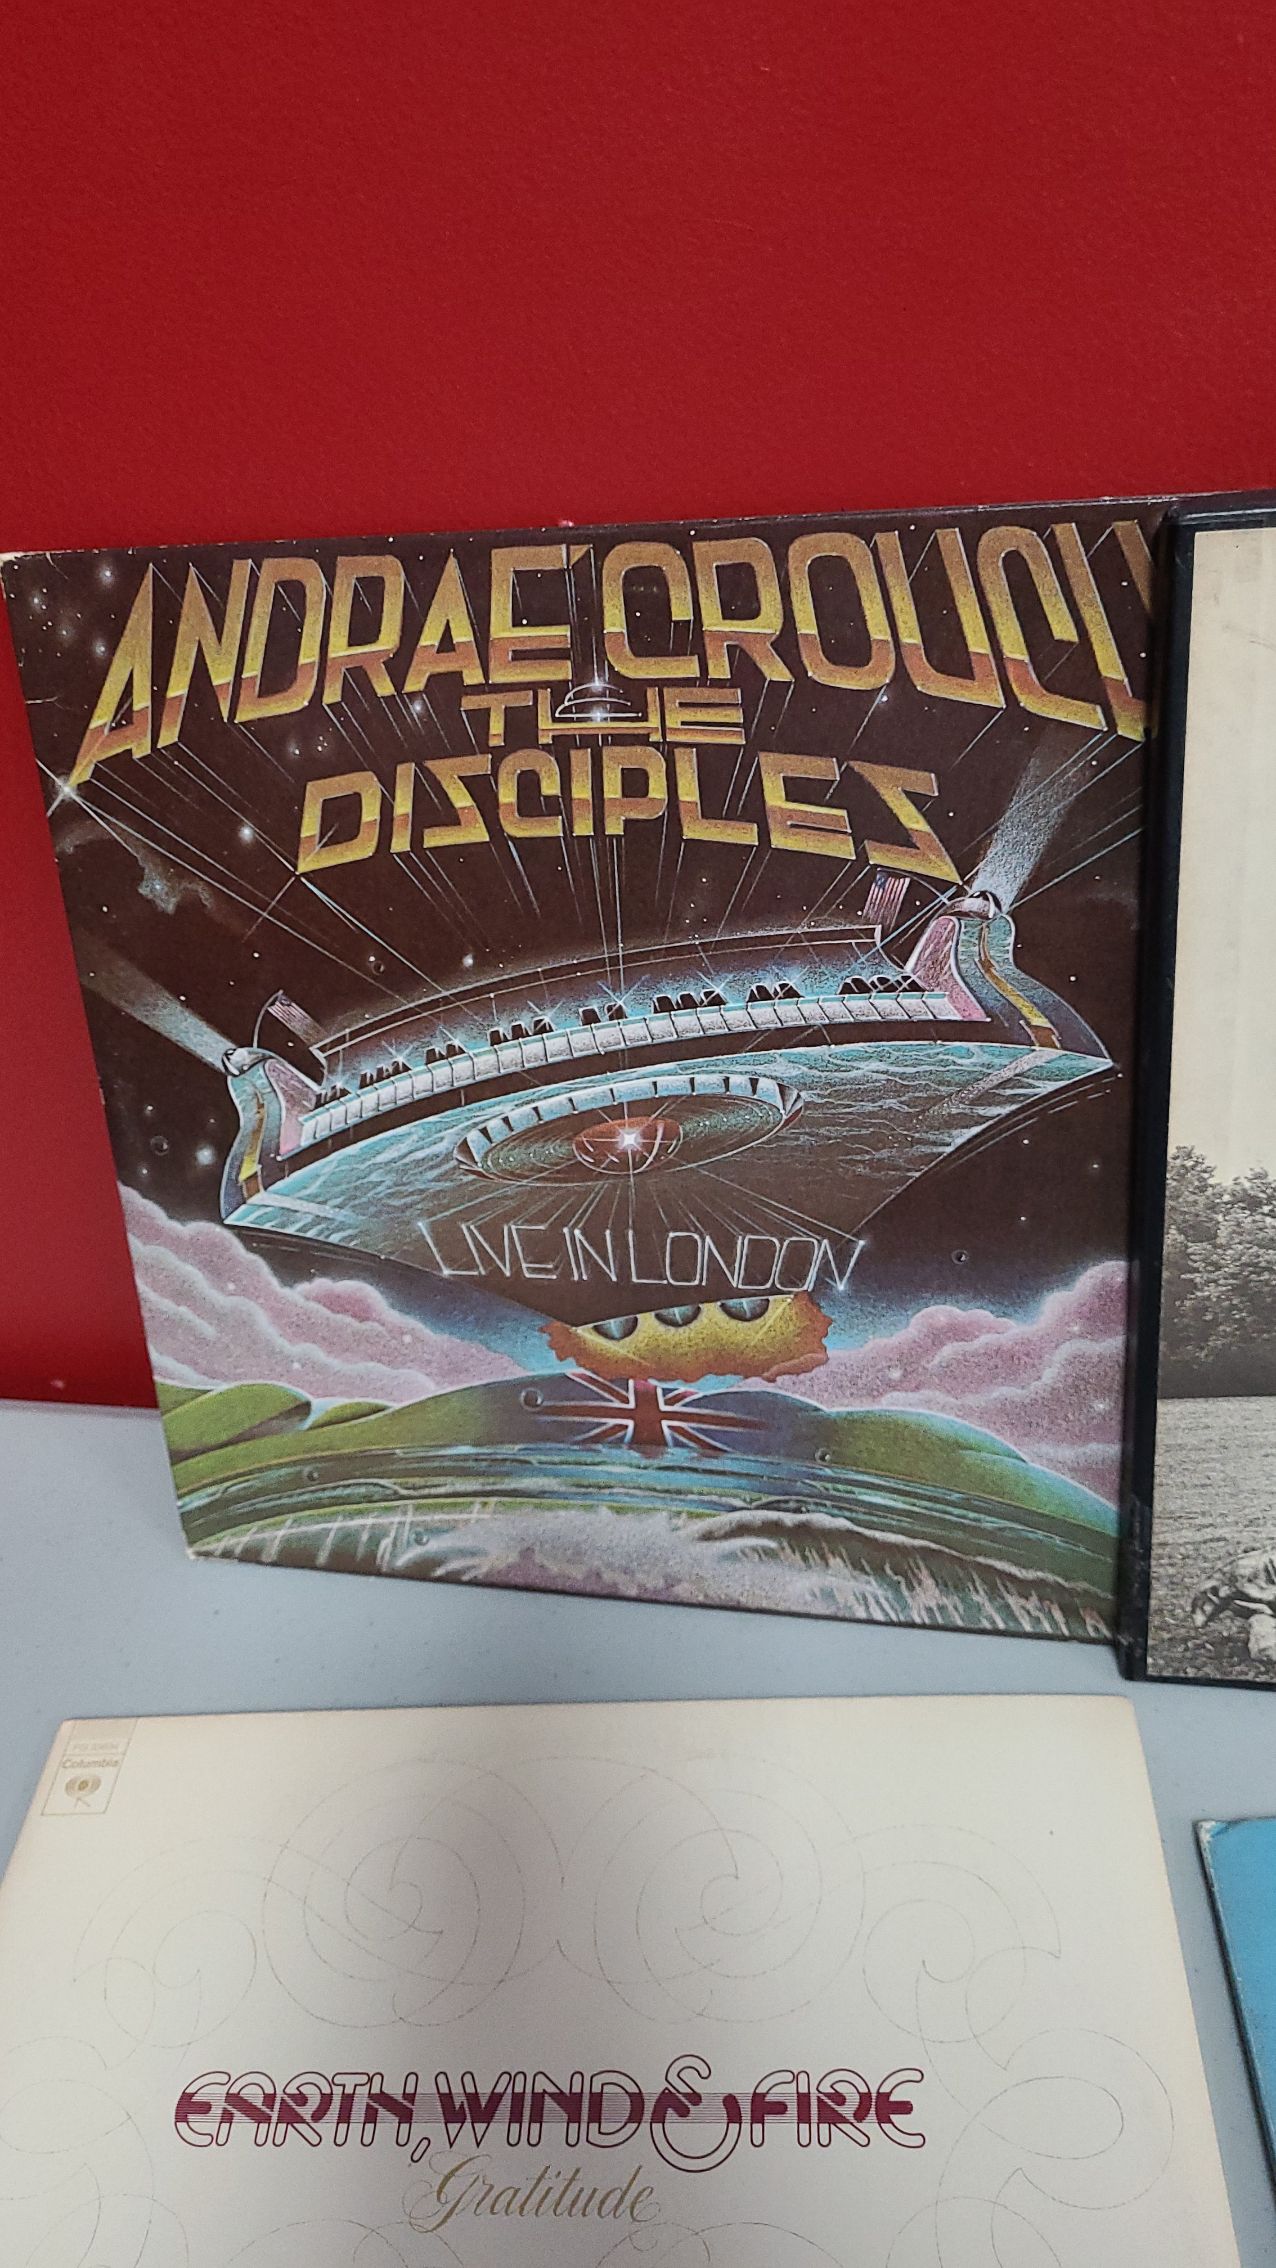 ANDRAE CROUCH
THE
DISCIPLES
LIVE IN LONDON
Columbia
EARTH, WIND & FIRE
Gratitude